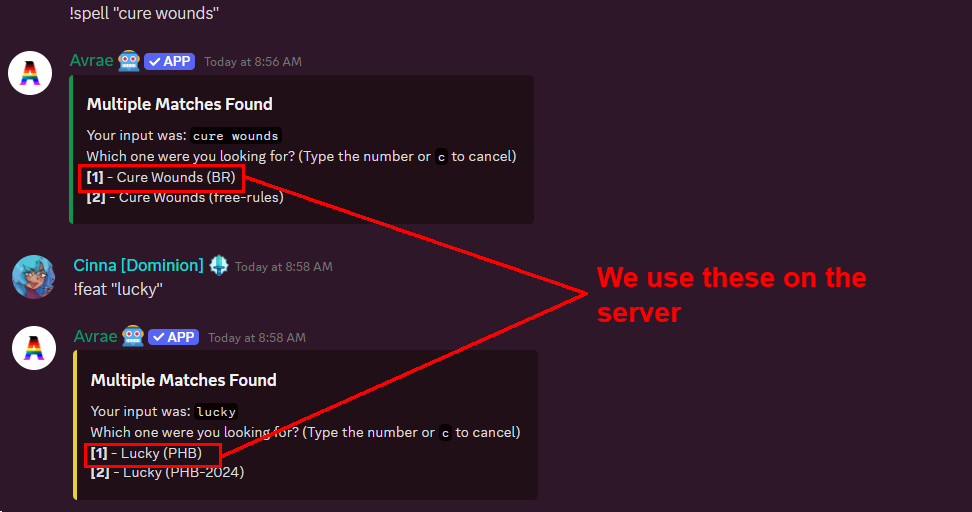 !spell "cure wounds"
Avrae APP Today at 8:56 AM
A
Multiple Matches Found
Your input was: cure wounds
Which one were you looking for? (Type the number or c to cancel)
[1] - Cure Wounds (BR)
[2] - Cure Wounds (free-rules)
Cinna [Dominion] Today at 8:58 AM
!feat "lucky"
We use these on the
server
Avrae APP Today at 8:58 AM
A
Multiple Matches Found
Your input was: lucky
Which one were you looking for? (Type the number or c to cancel)
[1] - Lucky (PHB)
[2] - Lucky (PHB-2024)